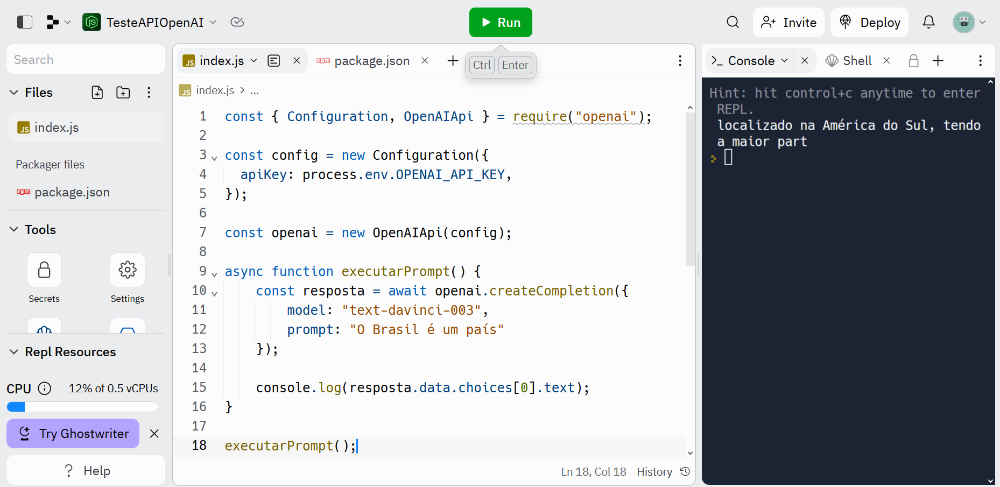 TesteAPIOpenAI
Run
Invite
Deploy
Search
Files
index.js
Packager files
package.json
Tools
Secrets
Settings
Repl Resources
CPU 12% of 0.5 vCPUs
Try Ghostwriter
? Help
index.js
package.json
Ctrl Enter
index.js > ...
1 const { Configuration, OpenAIApi } = require("openai");
2
3 const config = new Configuration({
4 apiKey: process.env.OPENAI_API_KEY,
5 });
6
7 const openai = new OpenAIApi(config);
8
9 async function executarPrompt() {
10 const resposta = await openai.createCompletion({
11 model: "text-davinci-003",
12 prompt: "O Brasil é um país"
13 });
14
15 console.log(resposta.data.choices[0].text);
16 }
17
18 executarPrompt();
Ln 18, Col 18 History
Console
Shell
Hint: hit control+c anytime to enter
REPL.
localizado na América do Sul, tendo
a maior part
>